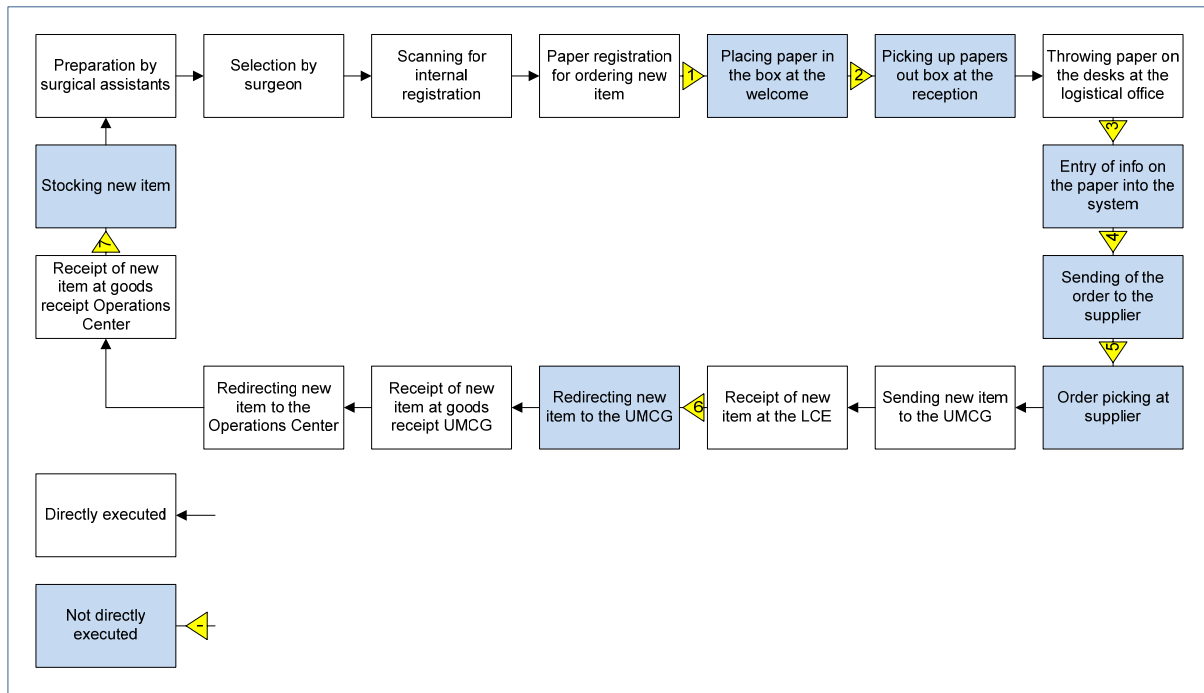 Preparation by
surgical assistants
Selection by
surgeon
Scanning for
internal
registration
Paper registration
for ordering new
item
1
Placing paper in
the box at the
welcome
2
Picking up papers
out box at the
reception
Throwing paper on
the desks at the
logistical office
3
Entry of info on
the paper into the
system
4
Sending of the
order to the
supplier
5
Order picking at
supplier
Sending new item
to the UMCG
Receipt of new
item at the LCE
6
Redirecting new
item to the UMCG
Receipt of new
item at goods
receipt UMCG
Redirecting new
item to the
Operations Center
Receipt of new
item at goods
receipt Operations
Center
7
Stocking new item
Directly executed
Not directly
executed
-